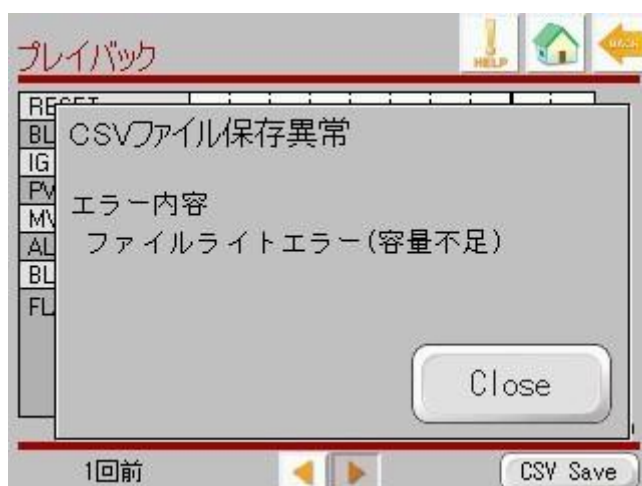 プレイバック
HELP
BACK
RESET
BL
IG
PV
MV
AL
BL
FL
CSVファイル保存異常
エラー内容
ファイルライトエラー(容量不足)
Close
1回前
CSV Save